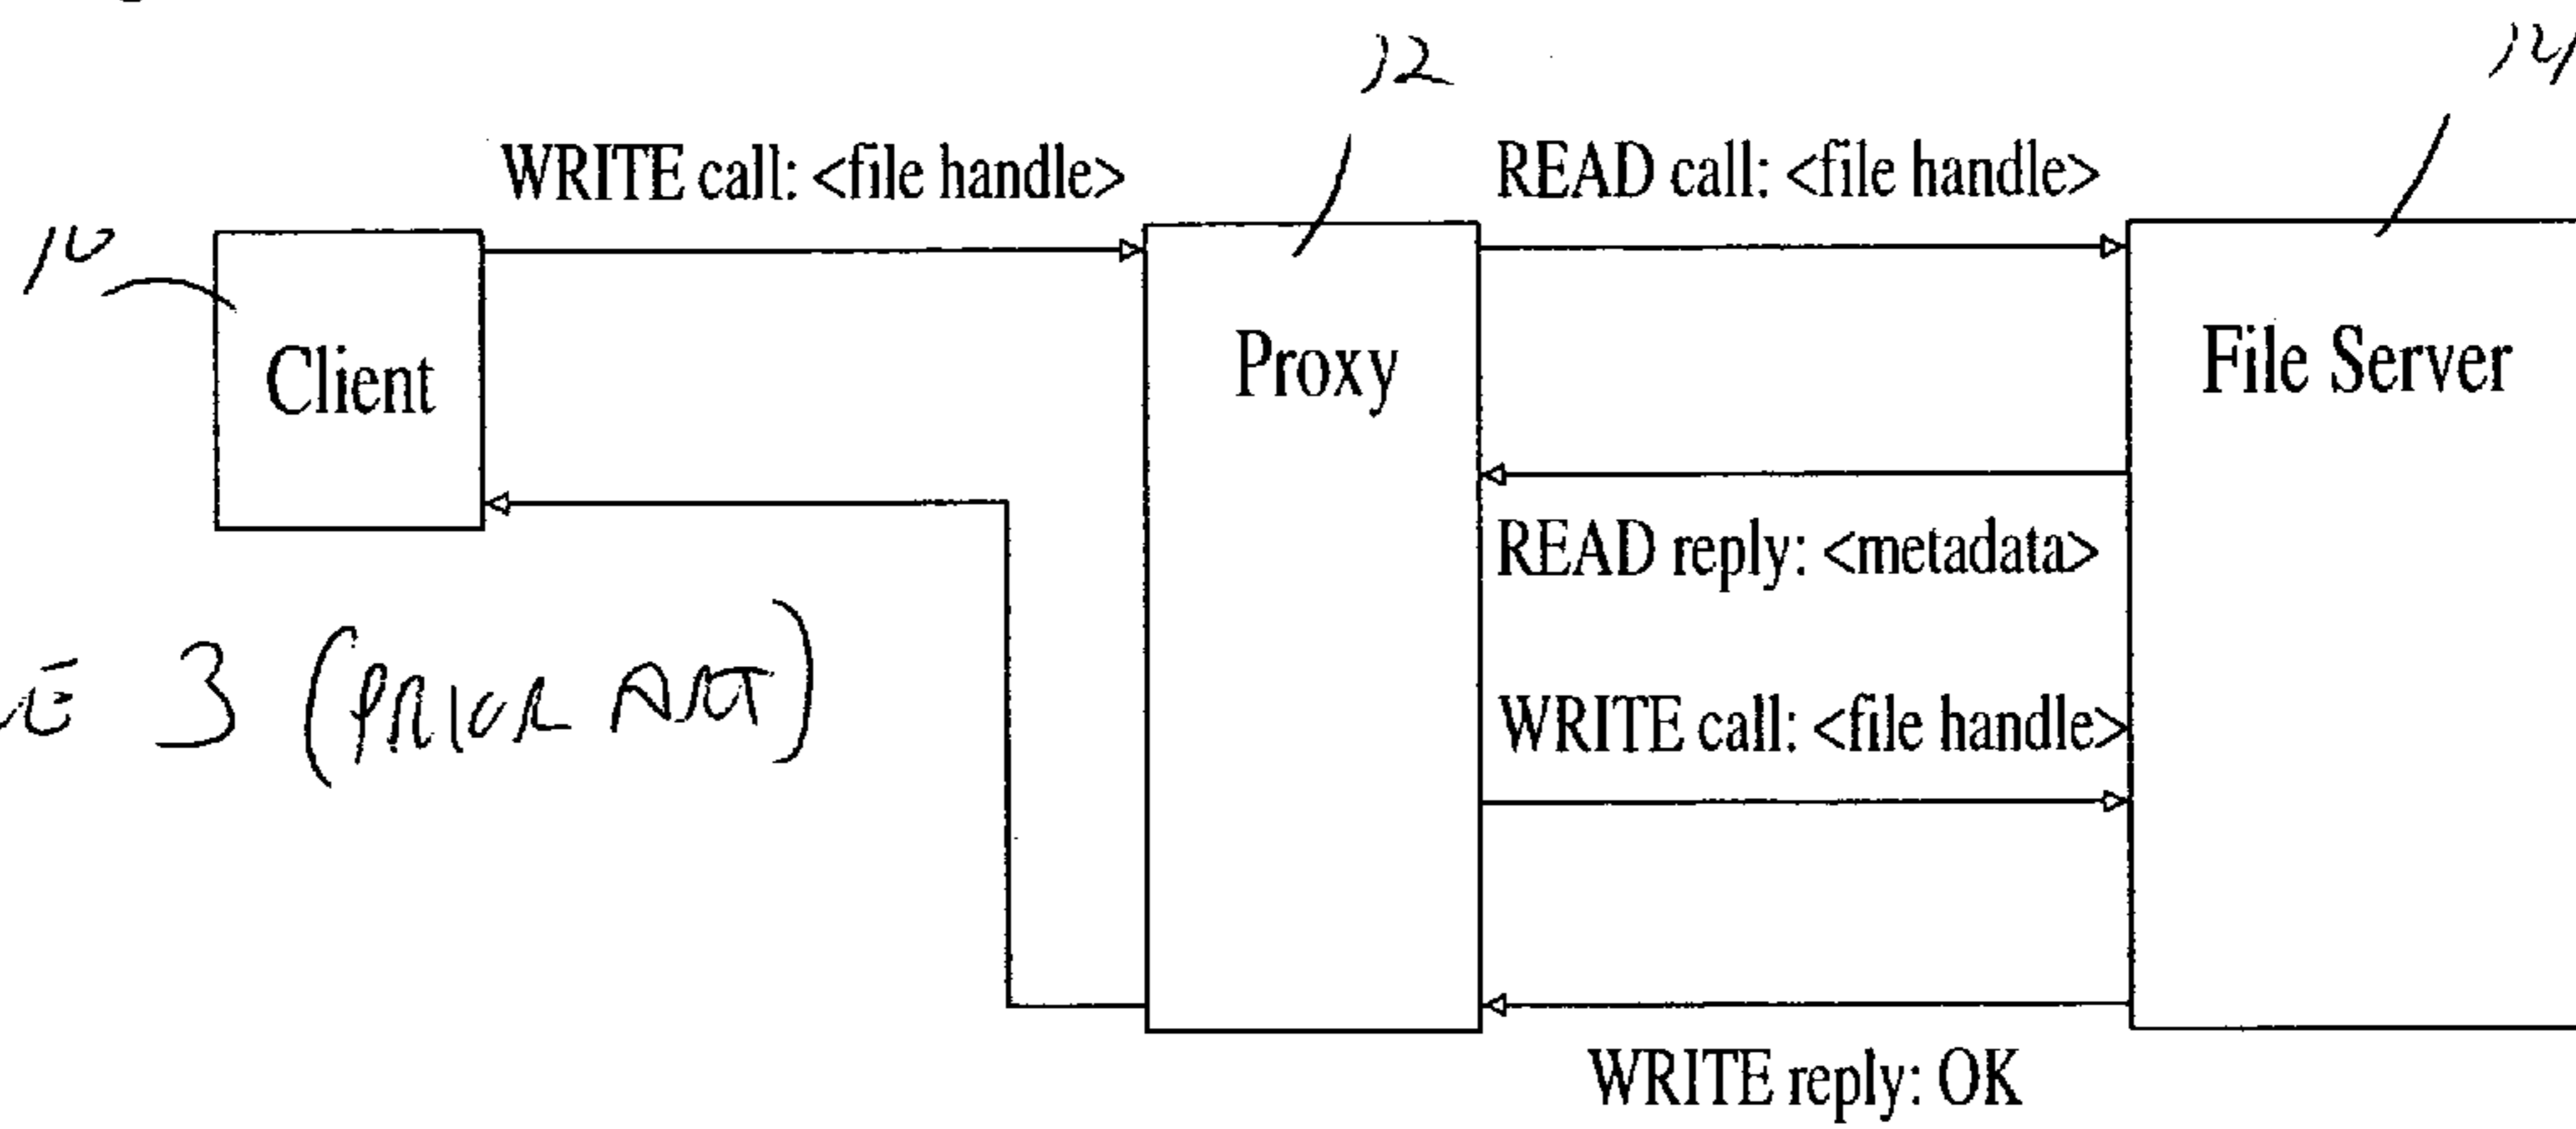 12
14
WRITE call: <file handle>
READ call: <file handle>
10
Client
Proxy
File Server
READ reply: <metadata>
3 (PRIOR ART)
WRITE call: <file handle>
WRITE reply: OK